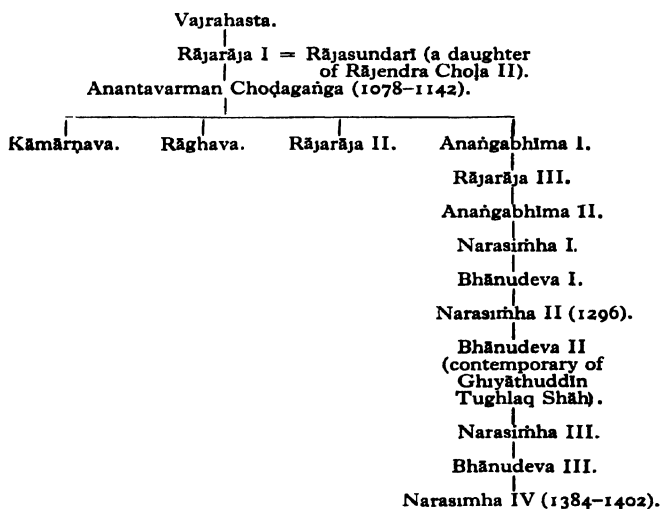 Vajrahasta.
Rājarāja I = Rājasundarī (a daughter
of Rājendra Choḷa II).
Anantavarman Choḍagaṅga (1078–1142).
Kāmārṇava. Rāghava. Rājarāja II. Anaṅgabhīma I.
Rājarāja III.
Anaṅgabhīma II.
Narasiṁha I.
Bhānudeva I.
Narasiṁha II (1296).
Bhānudeva II
(contemporary of
Ghiyāthuddīn
Tughlaq Shāh).
Narasiṁha III.
Bhānudeva III.
Narasiṁha IV (1384–1402).